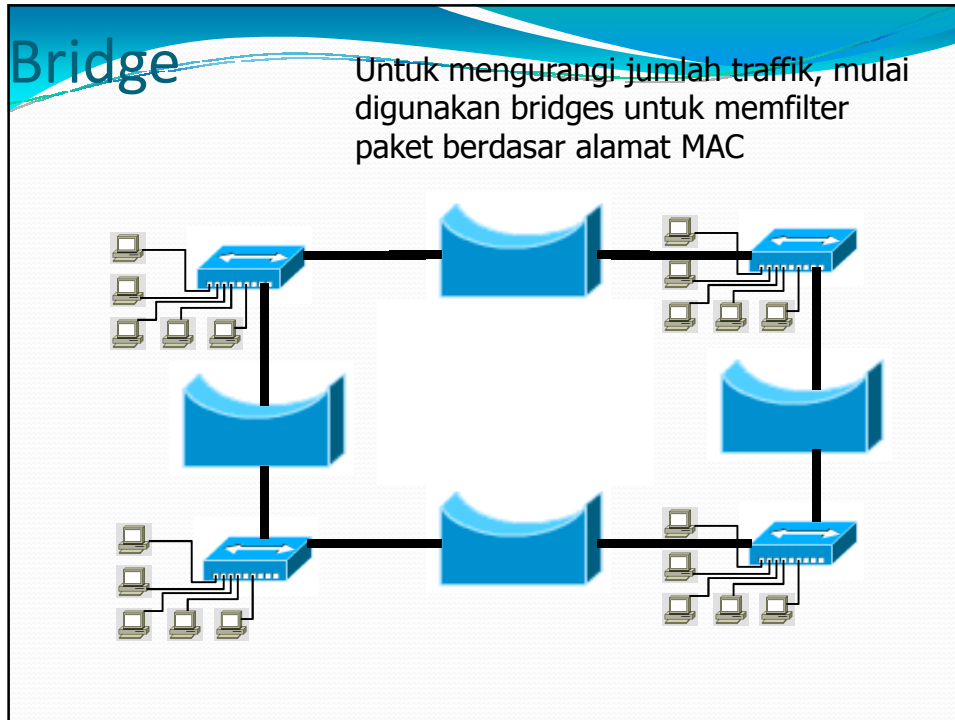 Bridge
Untuk mengurangi jumlah traffik, mulai
digunakan bridges untuk memfilter
paket berdasar alamat MAC